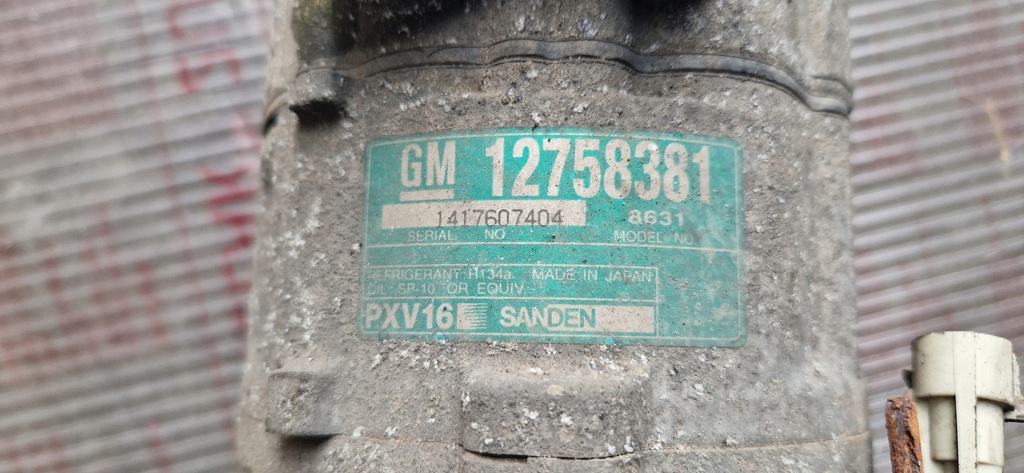 GM 12758381
1417607404 8631
SERIAL NO MODEL NO
REFRIGERANT R134a MADE IN JAPAN
OIL SP-10 OR EQUIV.
PXV16 SANDEN